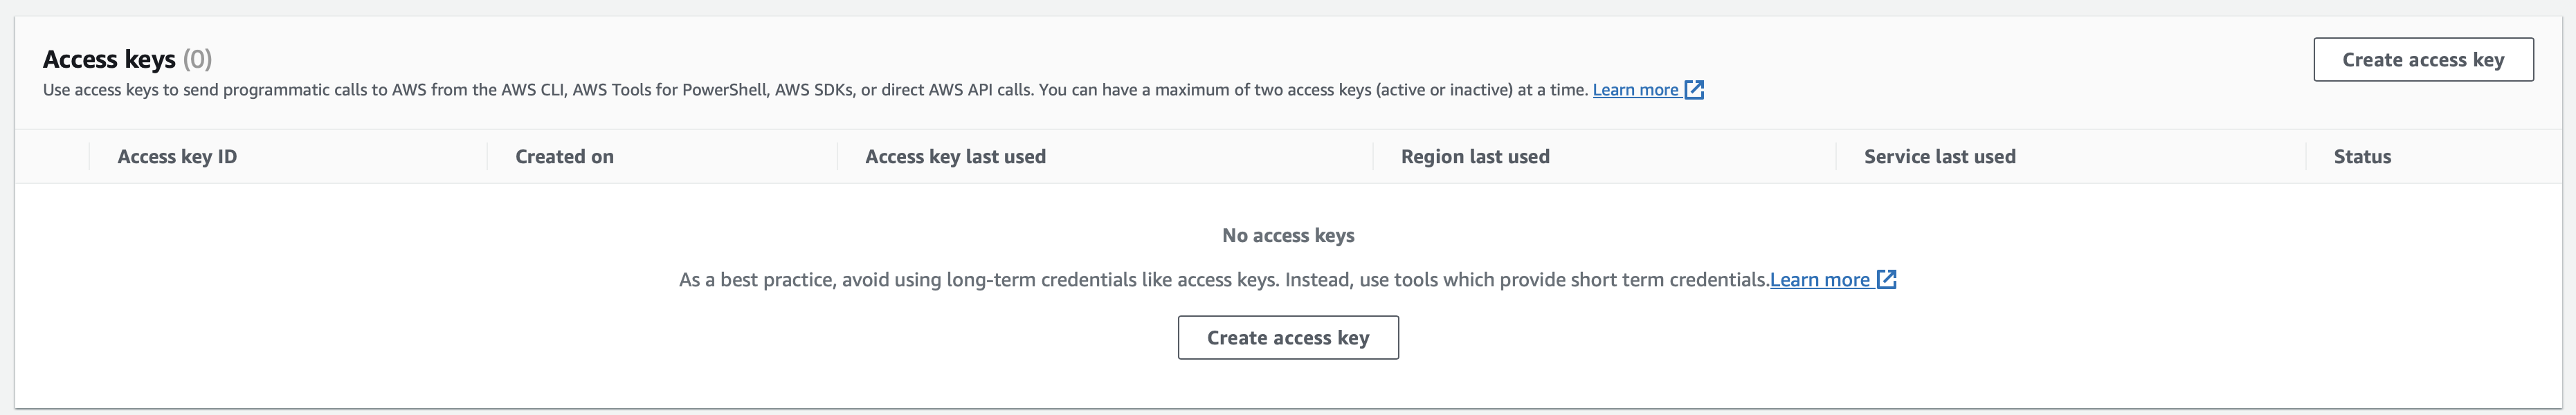 Access keys (0)
Create access key
Use access keys to send programmatic calls to AWS from the AWS CLI, AWS Tools for PowerShell, AWS SDKs, or direct AWS API calls. You can have a maximum of two access keys (active or inactive) at a time. Learn more
Access key ID Created on Access key last used Region last used Service last used Status
No access keys
As a best practice, avoid using long-term credentials like access keys. Instead, use tools which provide short term credentials.Learn more
Create access key